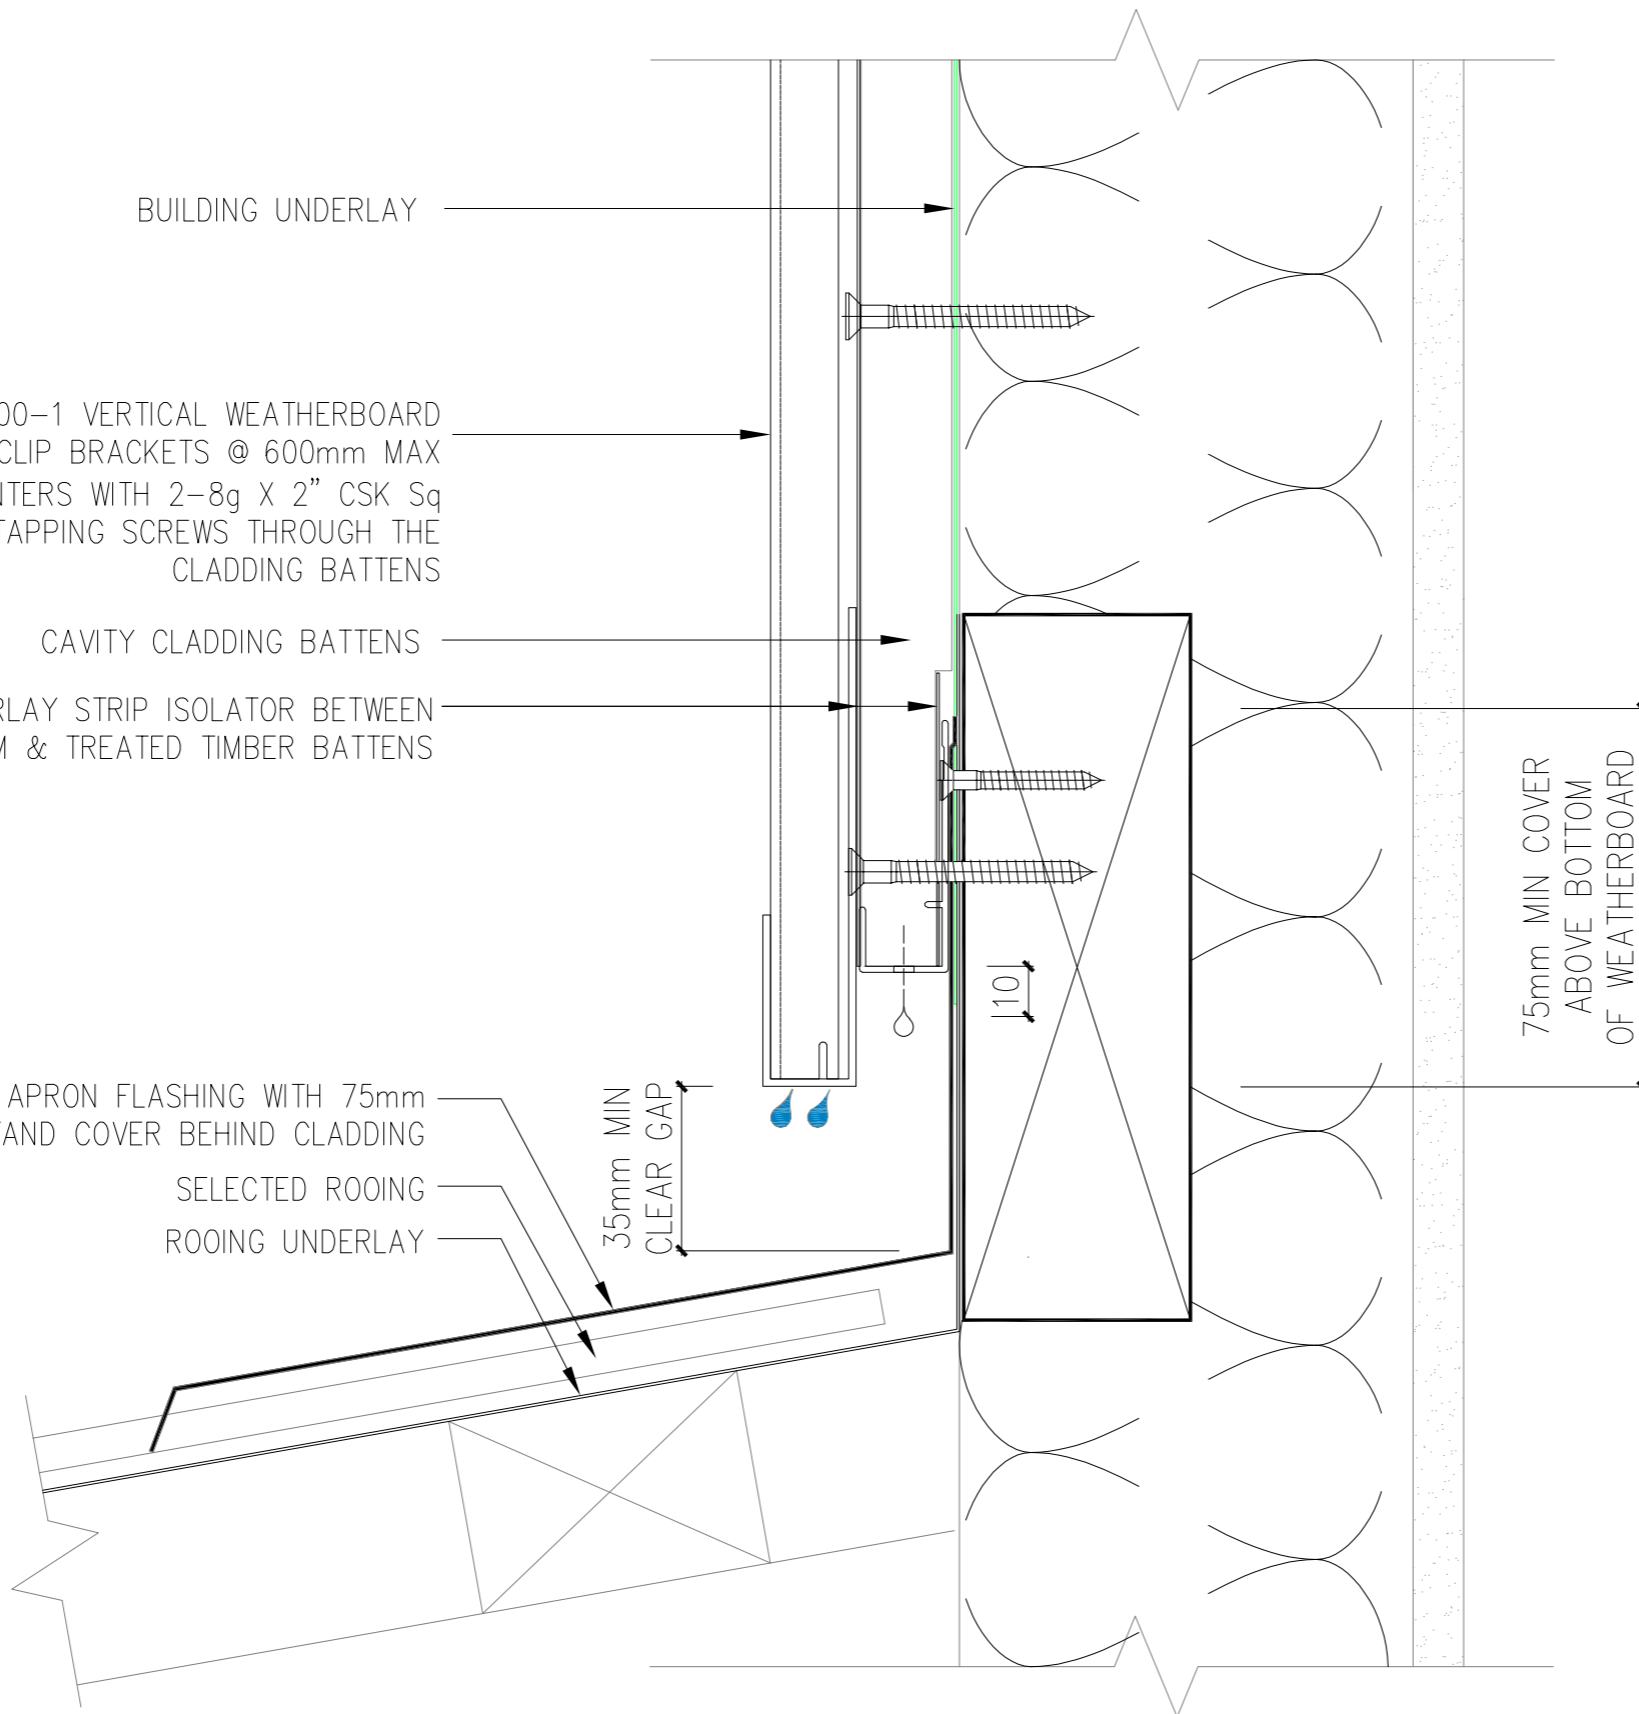 BUILDING UNDERLAY
00-1 VERTICAL WEATHERBOARD
CLIP BRACKETS @ 600mm MAX
NTERS WITH 2-8g X 2" CSK Sq
TAPPING SCREWS THROUGH THE
CLADDING BATTENS
CAVITY CLADDING BATTENS
RLAY STRIP ISOLATOR BETWEEN
M & TREATED TIMBER BATTENS
APRON FLASHING WITH 75mm
TAND COVER BEHIND CLADDING
SELECTED ROOING
ROOING UNDERLAY
35mm MIN
CLEAR GAP
10
75mm MIN COVER
ABOVE BOTTOM
OF WEATHERBOARD